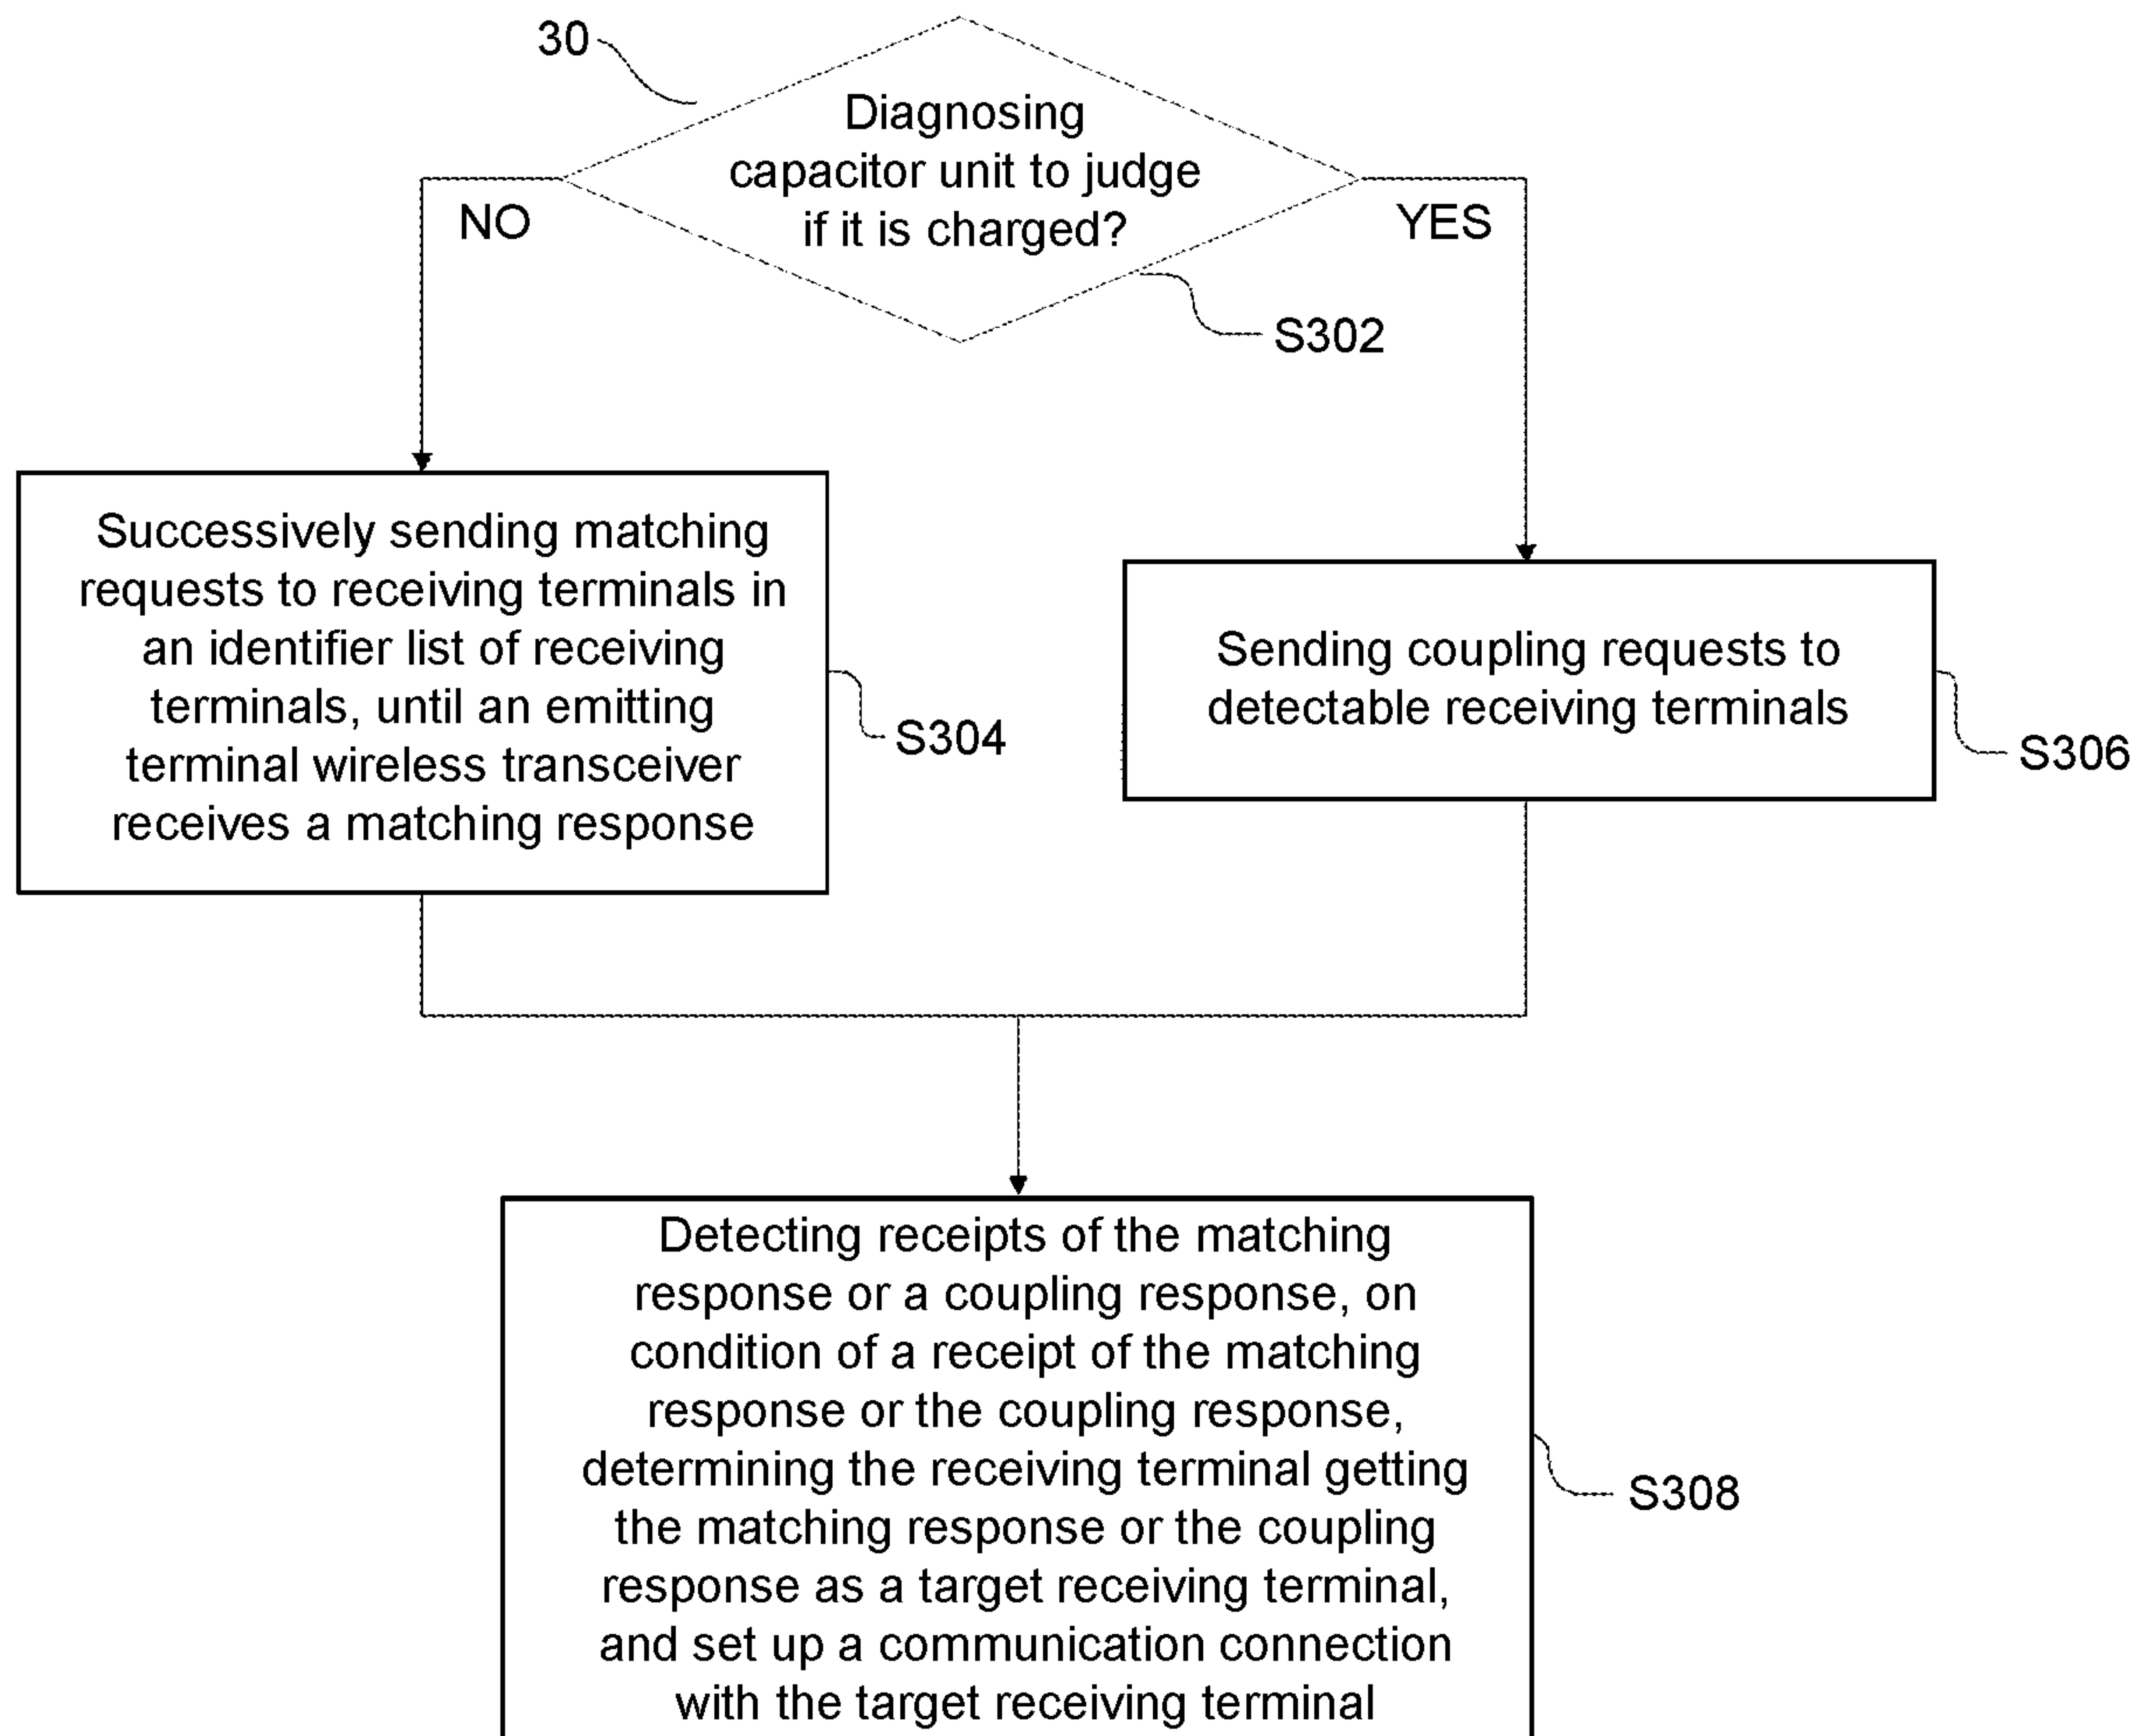 30
Diagnosing
capacitor unit to judge
if it is charged?
NO
YES
S302
Successively sending matching
requests to receiving terminals in
an identifier list of receiving
terminals, until an emitting
terminal wireless transceiver
receives a matching response
S304
Sending coupling requests to
detectable receiving terminals
S306
Detecting receipts of the matching
response or a coupling response, on
condition of a receipt of the matching
response or the coupling response,
determining the receiving terminal getting
the matching response or the coupling
response as a target receiving terminal,
and set up a communication connection
with the target receiving terminal
S308